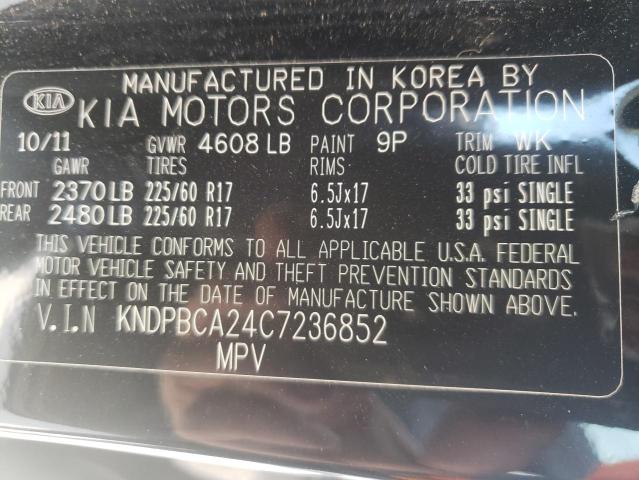 MANUFACTURED IN KOREA BY
KIA KIA MOTORS CORPORATION
10/11 GVWR 4608 LB PAINT 9P TRIM WK
GAWR TIRES RIMS COLD TIRE INFL
FRONT 2370 LB 225/60 R17 6.5Jx17 33 psi SINGLE
REAR 2480 LB 225/60 R17 6.5Jx17 33 psi SINGLE
THIS VEHICLE CONFORMS TO ALL APPLICABLE U.S.A. FEDERAL
MOTOR VEHICLE SAFETY AND THEFT PREVENTION STANDARDS
IN EFFECT ON THE DATE OF MANUFACTURE SHOWN ABOVE.
V.I.N KNDPBCA24C7236852
MPV